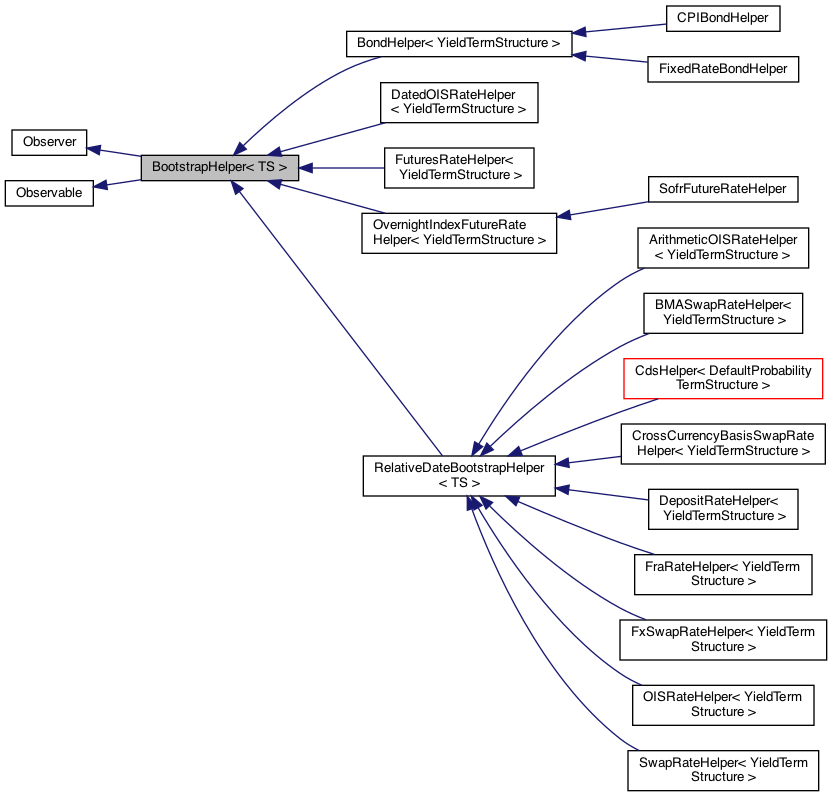 CPIBondHelper
BondHelper< YieldTermStructure >
FixedRateBondHelper
DatedOISRateHelper
< YieldTermStructure >
Observer
BootstrapHelper< TS >
FuturesRateHelper<
YieldTermStructure >
Observable
SofrFutureRateHelper
OvernightIndexFutureRate
Helper< YieldTermStructure >
ArithmeticOISRateHelper
< YieldTermStructure >
BMASwapRateHelper<
YieldTermStructure >
CdsHelper< DefaultProbability
TermStructure >
CrossCurrencyBasisSwapRate
Helper< YieldTermStructure >
RelativeDateBootstrapHelper
< TS >
DepositRateHelper<
YieldTermStructure >
FraRateHelper< YieldTerm
Structure >
FxSwapRateHelper< YieldTerm
Structure >
OISRateHelper< YieldTerm
Structure >
SwapRateHelper< YieldTerm
Structure >